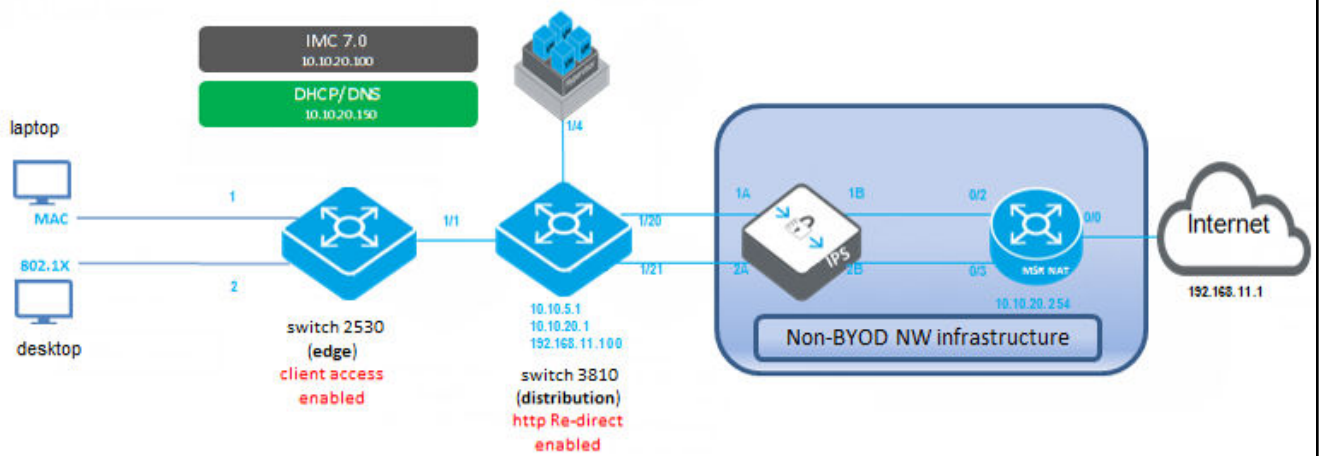 IMC 7.0
10.10.20.100
DHCP/DNS
10.10.20.150
Hypervisor
1/4
laptop
MAC
1
802.1X
2
desktop
1/1
1/20
1/21
1A
2A
1B
2B
IPS
0/2
0/3
0/0
MSR NAT
10.10.20.254
Internet
192.168.11.1
switch 2530
(edge)
client access
enabled
10.10.5.1
10.10.20.1
192.168.11.100
switch 3810
(distribution)
http Re-direct
enabled
Non-BYOD NW infrastructure